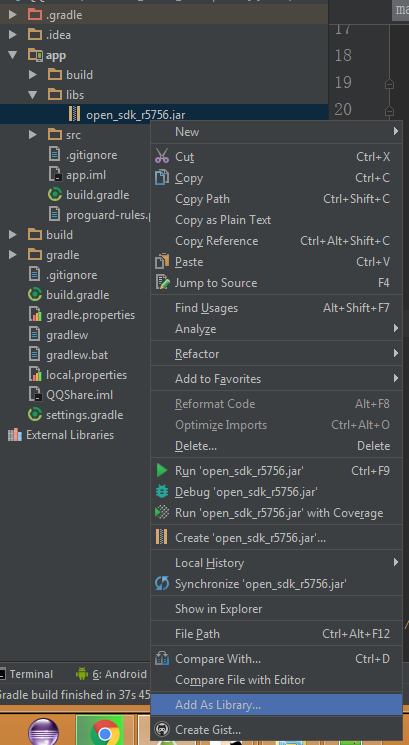 .gradle
ma
17
.idea
app
18
build
19
libs
20
open_sdk_r5756.jar
src
New
.gitignore
Cut Ctrl+X
app.iml
Copy Ctrl+C
build.gradle
Copy Path Ctrl+Shift+C
proguard-rules.
Copy as Plain Text
build
Copy Reference Ctrl+Alt+Shift+C
gradle
Paste Ctrl+V
.gitignore
Jump to Source F4
build.gradle
Find Usages Alt+Shift+F7
gradle.properties
Analyze
gradlew
gradlew.bat
Refactor
local.properties
Add to Favorites
QQShare.iml
Reformat Code Alt+F8
settings.gradle
Optimize Imports Ctrl+Alt+O
External Libraries
Delete... Delete
Run 'open_sdk_r5756.jar' Ctrl+F9
Debug 'open_sdk_r5756.jar'
Run 'open_sdk_r5756.jar' with Coverage
Create 'open_sdk_r5756.jar'...
Local History
Synchronize 'open_sdk_r5756.jar'
Show in Explorer
File Path Ctrl+Alt+F12
Compare With... Ctrl+D
Terminal 6: Android
Compare File with Editor
Gradle build finished in 37s 45
Add As Library...
Create Gist...